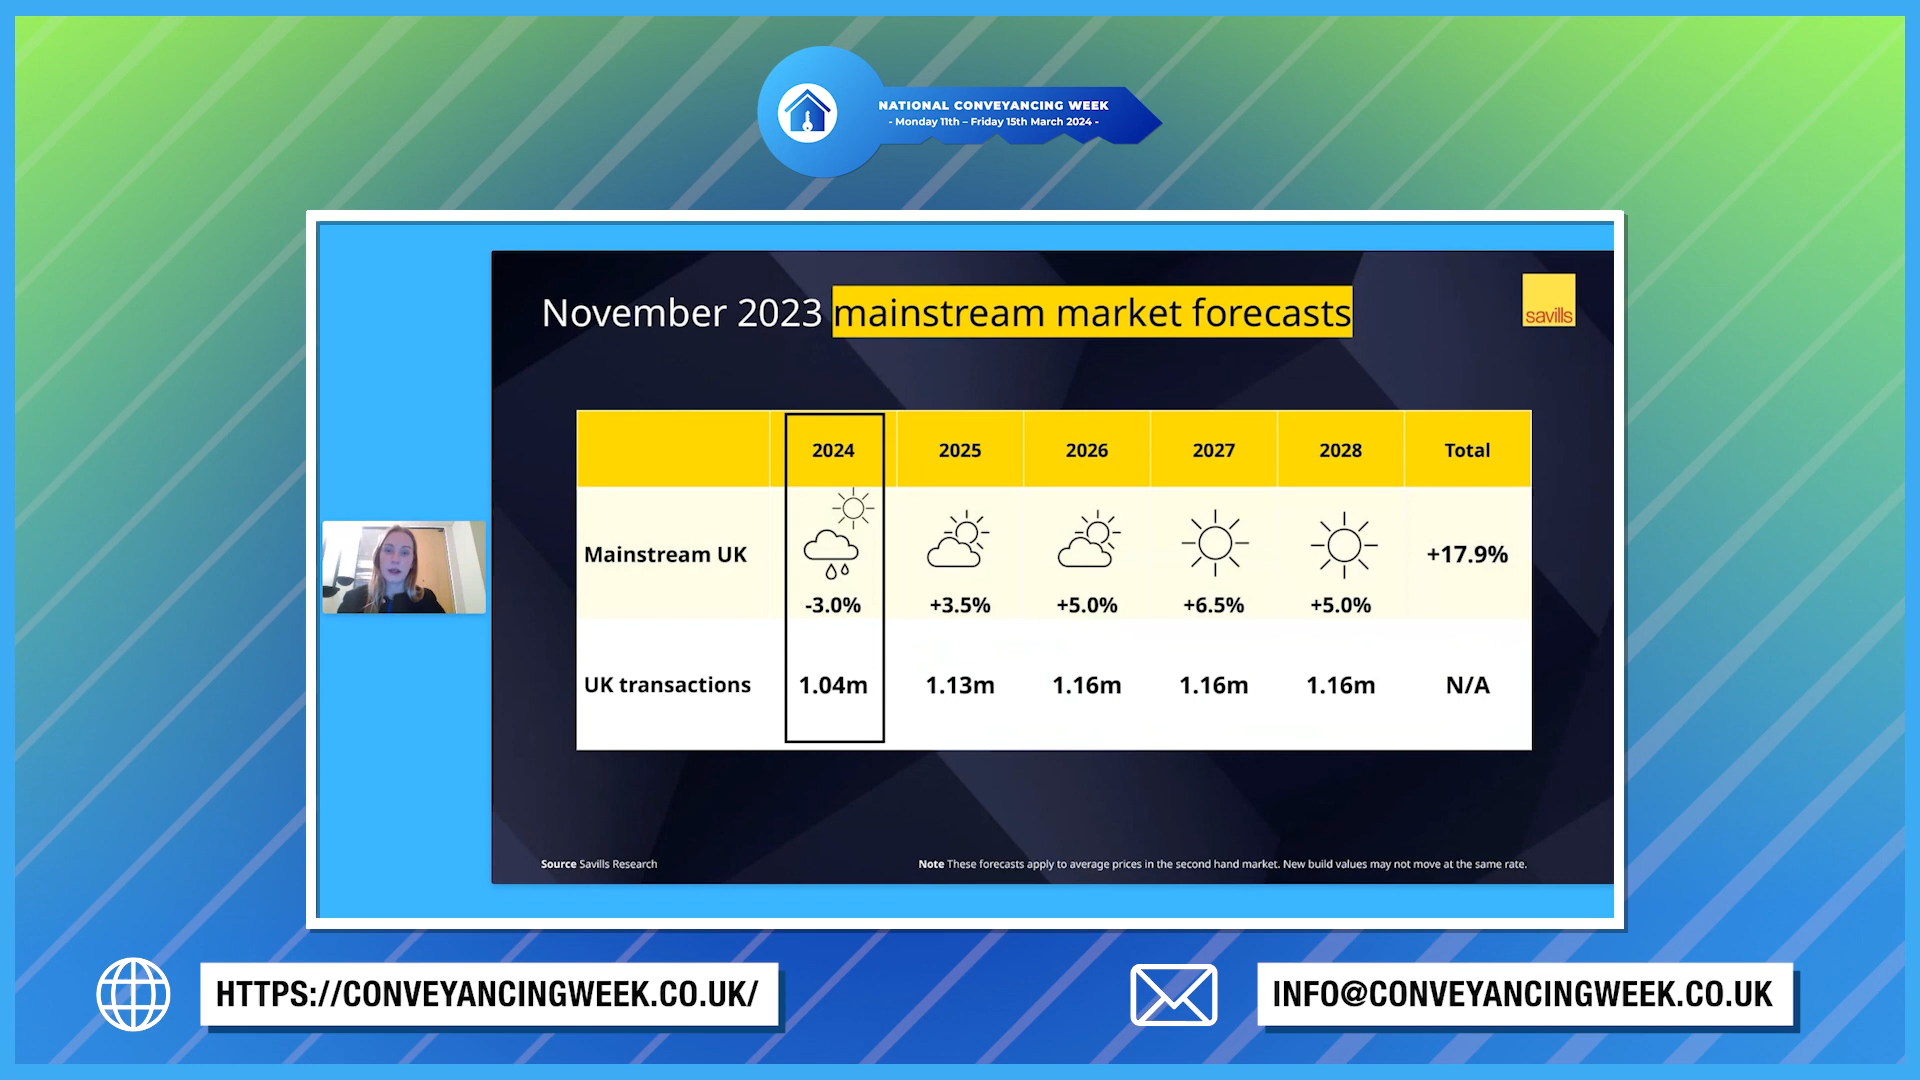 NATIONAL CONVEYANCING WEEK
- Monday 11th – Friday 15th March 2024 -
November 2023 mainstream market forecasts
savills
2024 2025 2026 2027 2028 Total
Mainstream UK -3.0% +3.5% +5.0% +6.5% +5.0% +17.9%
UK transactions 1.04m 1.13m 1.16m 1.16m 1.16m N/A
Source Savills Research
Note These forecasts apply to average prices in the second hand market. New build values may not move at the same rate.
HTTPS://CONVEYANCINGWEEK.CO.UK/
INFO@CONVEYANCINGWEEK.CO.UK